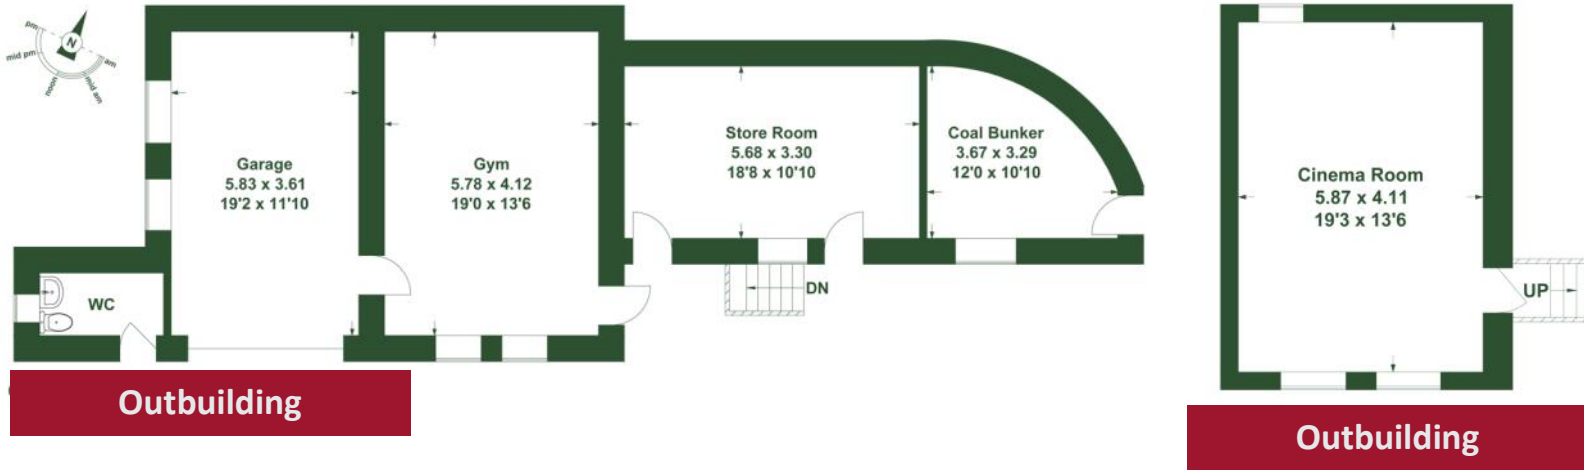 pm
mid pm
noon
mid am
am
N
Garage
5.83 x 3.61
19'2 x 11'10
Gym
5.78 x 4.12
19'0 x 13'6
Store Room
5.68 x 3.30
18'8 x 10'10
Coal Bunker
3.67 x 3.29
12'0 x 10'10
Cinema Room
5.87 x 4.11
19'3 x 13'6
WC
DN
UP
Outbuilding
Outbuilding